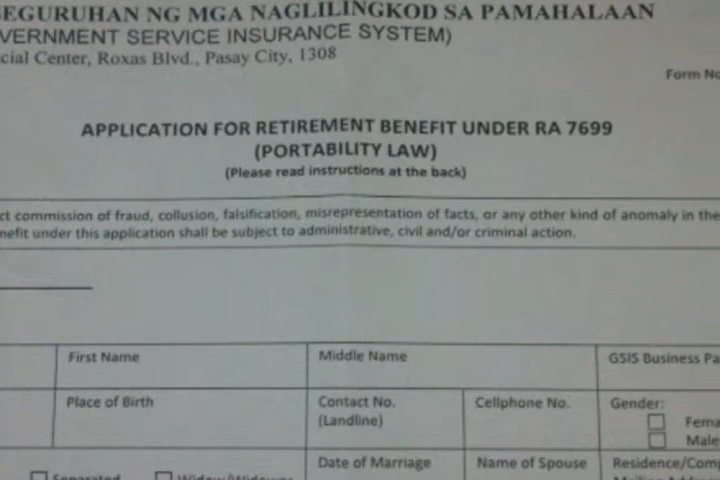 SEGURUHAN NG MGA NAGLILINGKOD SA PAMAHALAAN
VERNMENT SERVICE INSURANCE SYSTEM)
cial Center, Roxas Blvd., Pasay City, 1308
Form No
APPLICATION FOR RETIREMENT BENEFIT UNDER RA 7699
(PORTABILITY LAW)
(Please read instructions at the back)
ct commission of fraud, collusion, falsification, misrepresentation of facts, or any other kind of anomaly in the
nefit under this application shall be subject to administrative, civil and/or criminal action.
First Name Middle Name GSIS Business Pa
Place of Birth Contact No. Cellphone No. Gender:
(Landline) Fema
Male
Date of Marriage Name of Spouse Residence/Comp
Separated Widow/Widower Mailing Address